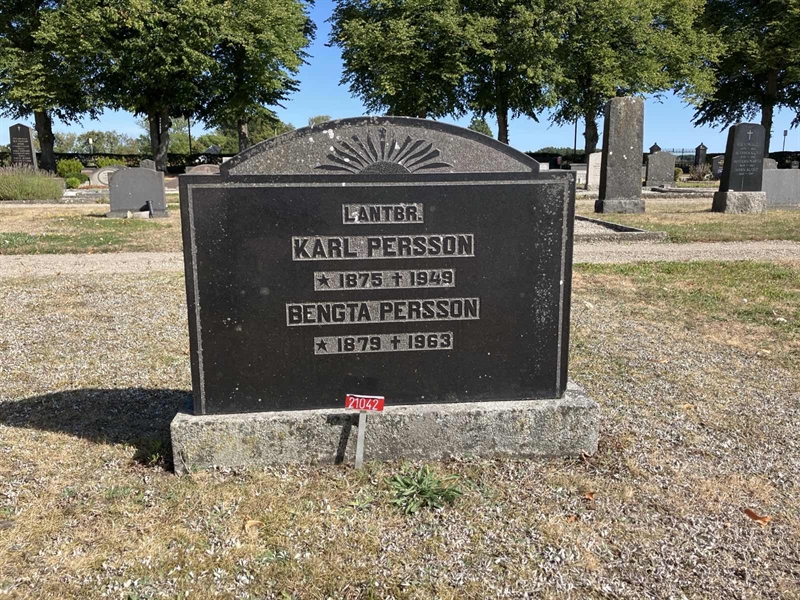 LANTBR.
KARL PERSSON
★ 1875 ✝ 1949
BENGTA PERSSON
★ 1879 ✝ 1963
21042